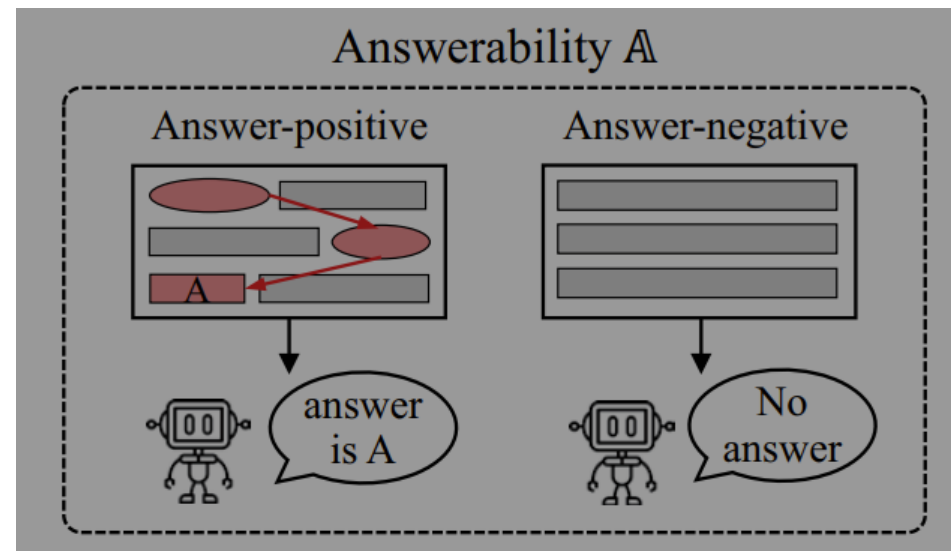 Answerability 𝔸
Answer-positive
Answer-negative
A
answer
is A
No
answer